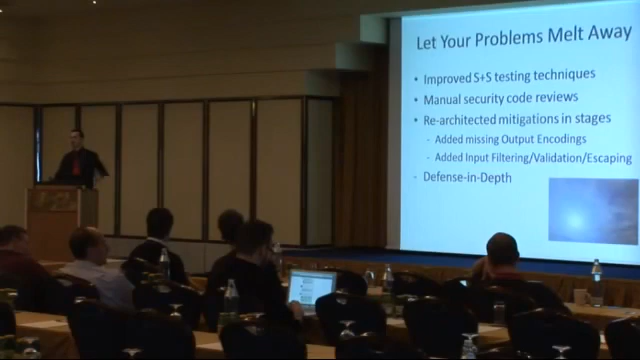 Let Your Problems Melt Away
• Improved S+S testing techniques
• Manual security code reviews
• Re-architected mitigations in stages
- Added missing Output Encodings
- Added Input Filtering/Validation/Escaping
- Defense-in-Depth